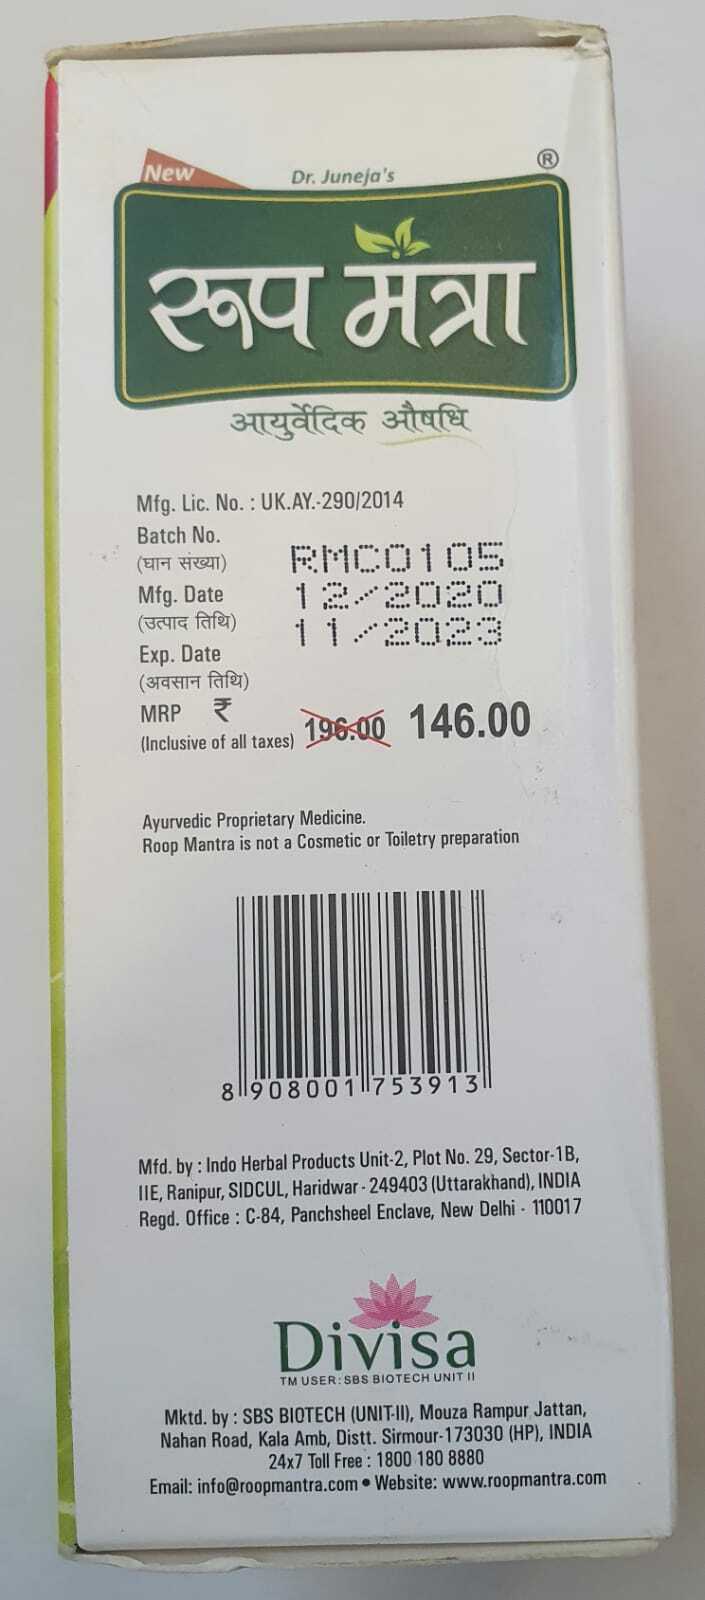 New
Dr. Juneja's
®
रूप मंत्रा
आयुर्वेदिक औषधि
Mfg. Lic. No. : UK.AY.-290/2014
Batch No.
(घान संख्या)
RMC0105
Mfg. Date
12/2020
(उत्पाद तिथि)
11/2023
Exp. Date
(अवसान तिथि)
MRP ₹
(Inclusive of all taxes) 196.00 146.00
Ayurvedic Proprietary Medicine.
Roop Mantra is not a Cosmetic or Toiletry preparation
8 908001 753913
Mfd. by : Indo Herbal Products Unit-2, Plot No. 29, Sector-1B,
IIE, Ranipur, SIDCUL, Haridwar - 249403 (Uttarakhand), INDIA
Regd. Office : C-84, Panchsheel Enclave, New Delhi - 110017
Divisa
TM USER: SBS BIOTECH UNIT II
Mktd. by : SBS BIOTECH (UNIT-II), Mouza Rampur Jattan,
Nahan Road, Kala Amb, Distt. Sirmour-173030 (HP), INDIA
24x7 Toll Free : 1800 180 8880
Email: info@roopmantra.com • Website: www.roopmantra.com